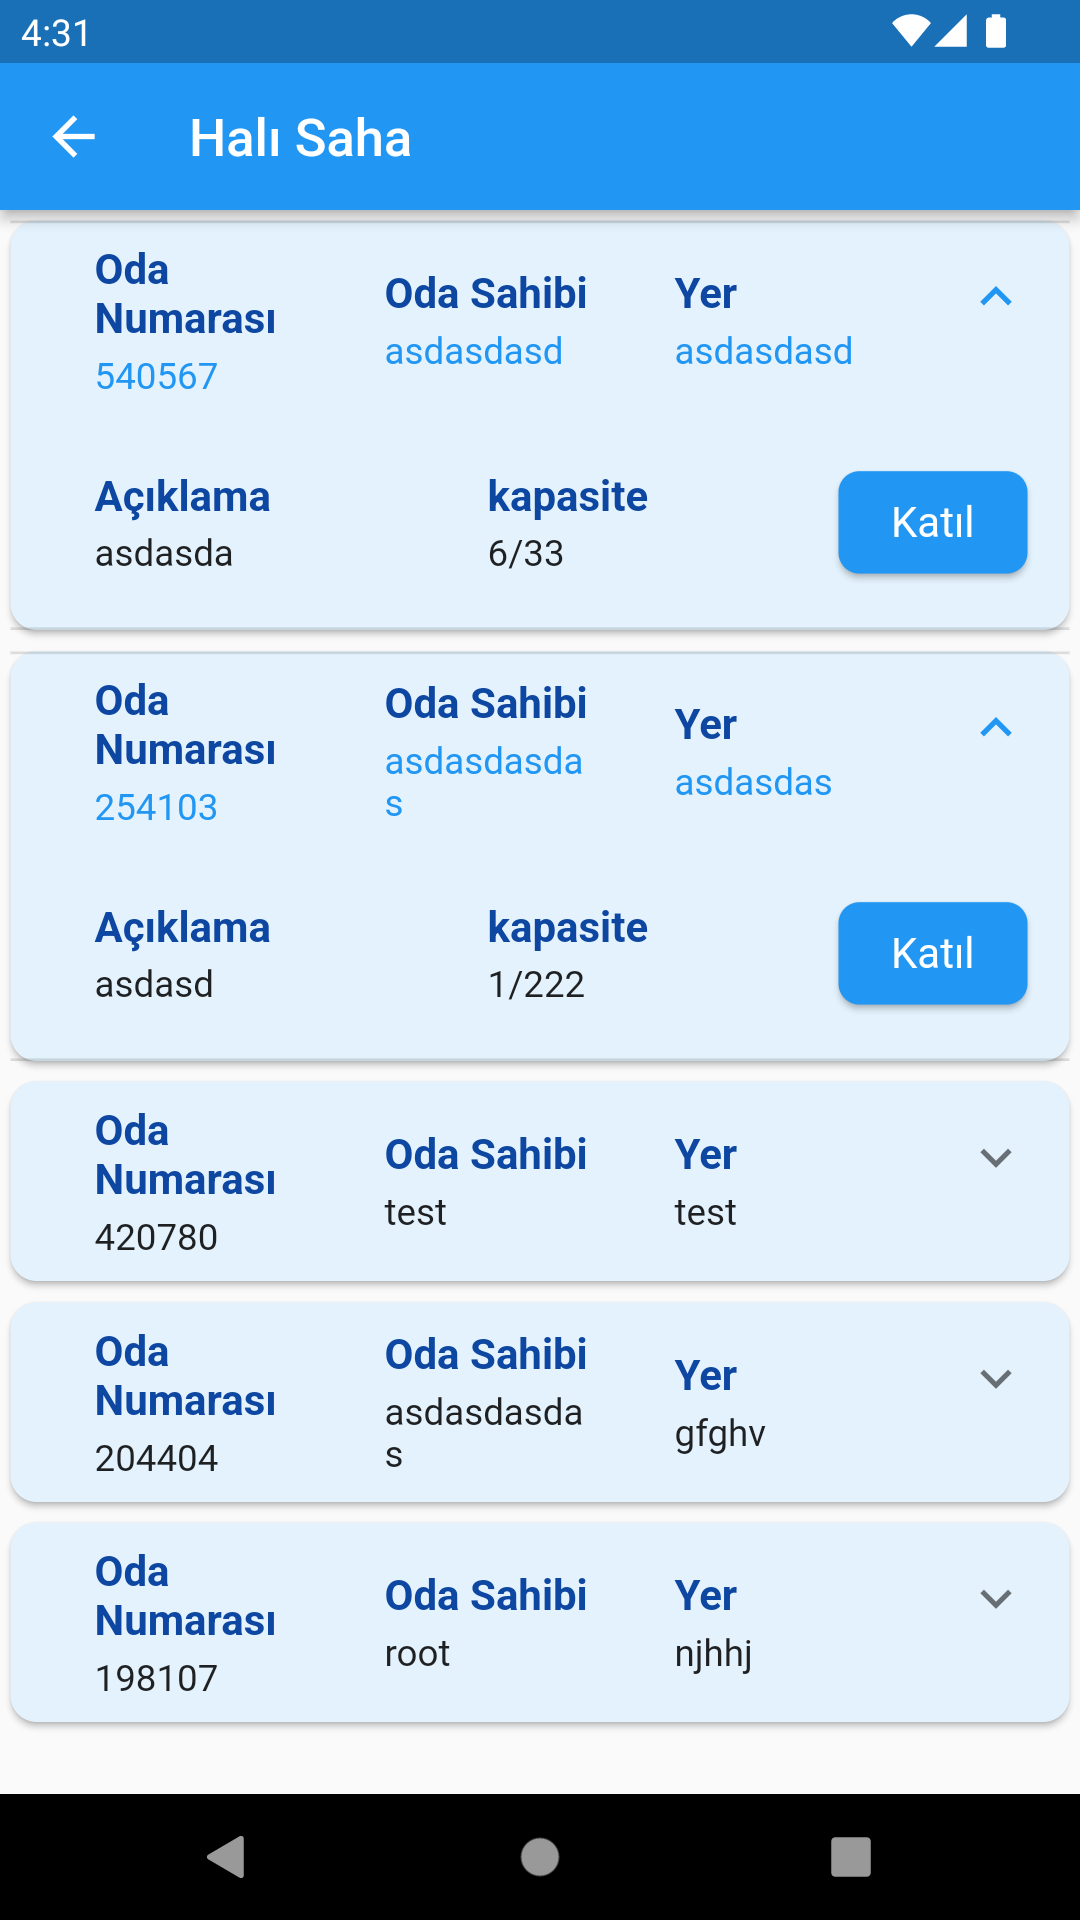 4:31
Halı Saha
Oda
Numarası
540567
Oda Sahibi
asdasdasd
Yer
asdasdasd
Açıklama
asdasda
kapasite
6/33
Katıl
Oda
Numarası
254103
Oda Sahibi
asdasdasda
s
Yer
asdasdas
Açıklama
asdasd
kapasite
1/222
Katıl
Oda
Numarası
420780
Oda Sahibi
test
Yer
test
Oda
Numarası
204404
Oda Sahibi
asdasdasda
s
Yer
gfghv
Oda
Numarası
198107
Oda Sahibi
root
Yer
njhhj